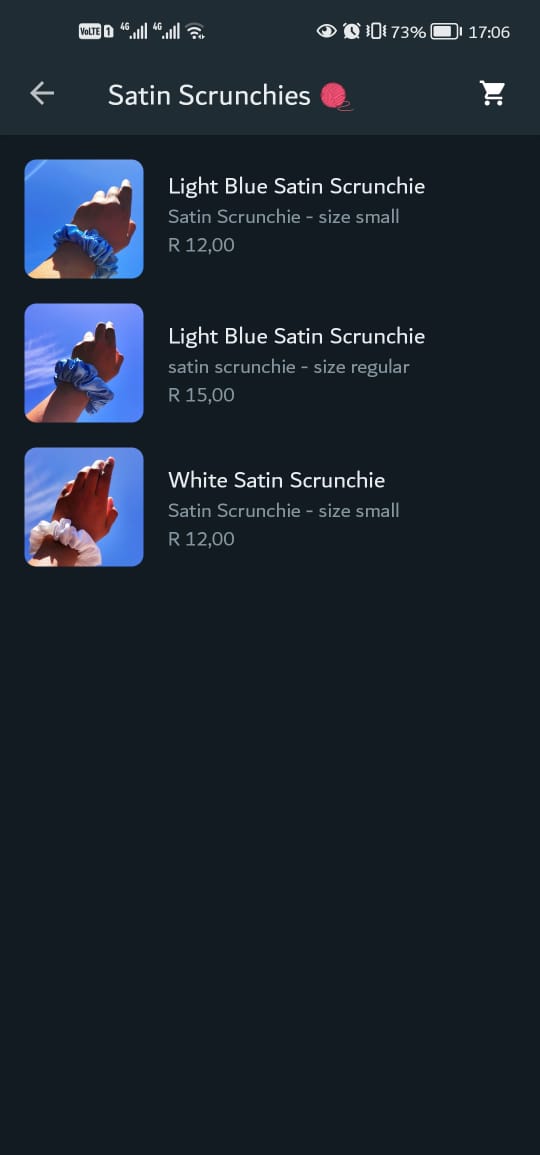 VoLTE 1 4G 4G 73% 17:06
Satin Scrunchies 🧶
Light Blue Satin Scrunchie
Satin Scrunchie - size small
R 12,00
Light Blue Satin Scrunchie
satin scrunchie - size regular
R 15,00
White Satin Scrunchie
Satin Scrunchie - size small
R 12,00